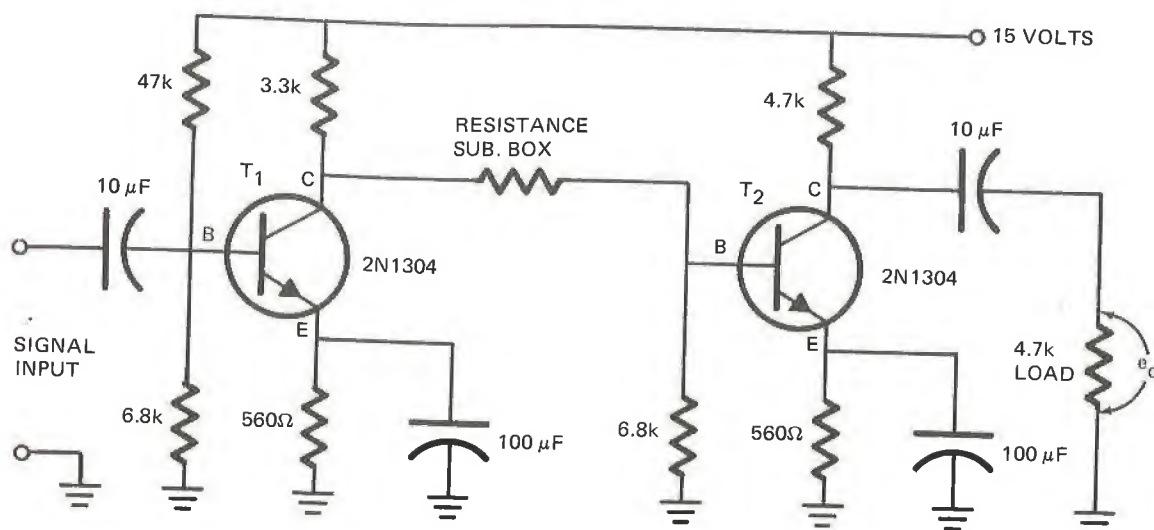 15 VOLTS
47k
3.3k
4.7k
RESISTANCE
SUB. BOX
10 µF
10 µF
T1
C
T2
C
B
B
2N1304
2N1304
E
E
SIGNAL
INPUT
4.7k
LOAD
6.8k
560Ω
100 µF
6.8k
560Ω
100 µF